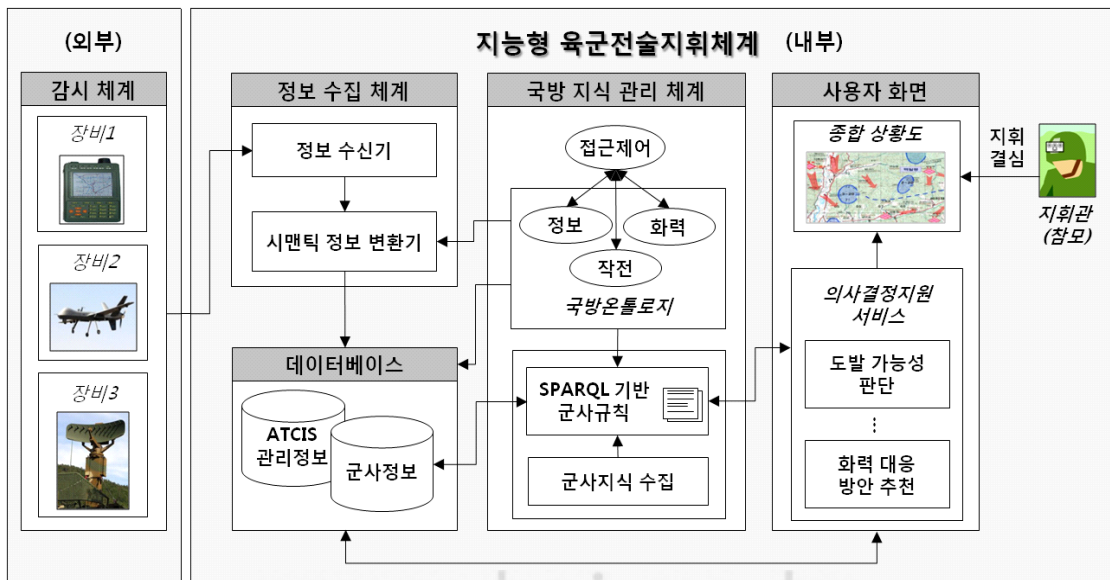 (외부)
지능형 육군전술지휘체계 (내부)
감시 체계
장비1
장비2
장비3
정보 수집 체계
정보 수신기
시맨틱 정보 변환기
데이터베이스
ATCIS
관리정보
군사정보
국방 지식 관리 체계
접근제어
정보
화력
작전
국방온톨로지
SPARQL 기반
군사규칙
군사지식 수집
사용자 화면
종합 상황도
의사결정지원
서비스
도발 가능성
판단
화력 대응
방안 추천
지휘
결심
지휘관
(참모)